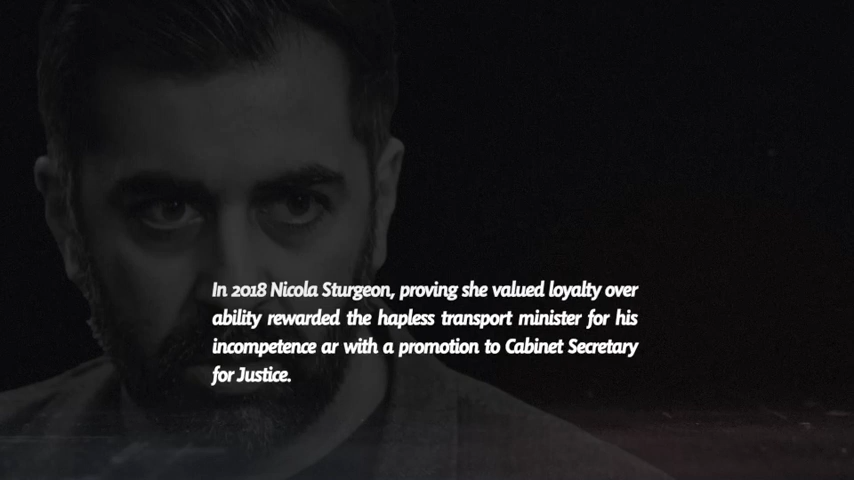 In 2018 Nicola Sturgeon, proving she valued loyalty over
ability rewarded the hapless transport minister for his
incompetence ar with a promotion to Cabinet Secretary
for Justice.